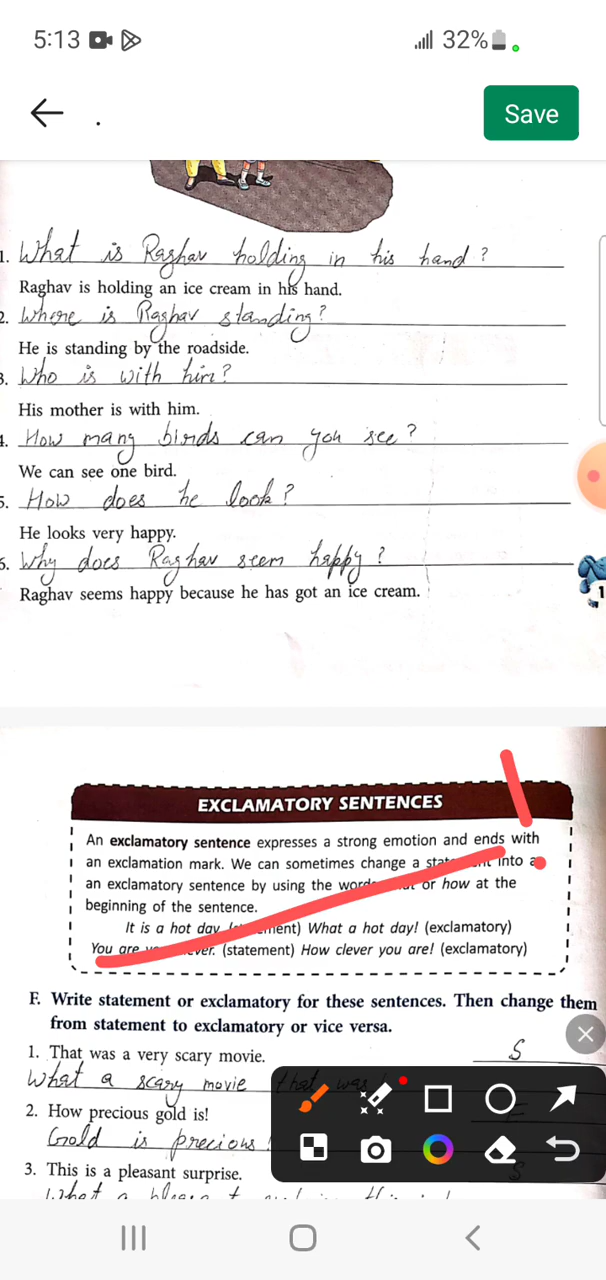 5:13
32%
.
Save
1. What is Raghav holding in his hand?
Raghav is holding an ice cream in his hand.
2. Where is Raghav standing?
He is standing by the roadside.
3. Who is with him?
His mother is with him.
4. How many birds can you see?
We can see one bird.
5. How does he look?
He looks very happy.
6. Why does Raghav seem happy?
Raghav seems happy because he has got an ice cream.
1
EXCLAMATORY SENTENCES
An exclamatory sentence expresses a strong emotion and ends with
an exclamation mark. We can sometimes change a into
an exclamatory sentence by using the or how at the
beginning of the sentence.
It is a hot day. What a hot day! (exclamatory)
You are (statement) How clever you are! (exclamatory)
F. Write statement or exclamatory for these sentences. Then change them
from statement to exclamatory or vice versa.
1. That was a very scary movie. S
What a scary movie that was!
2. How precious gold is!
Gold is precious
3. This is a pleasant surprise. S
What a